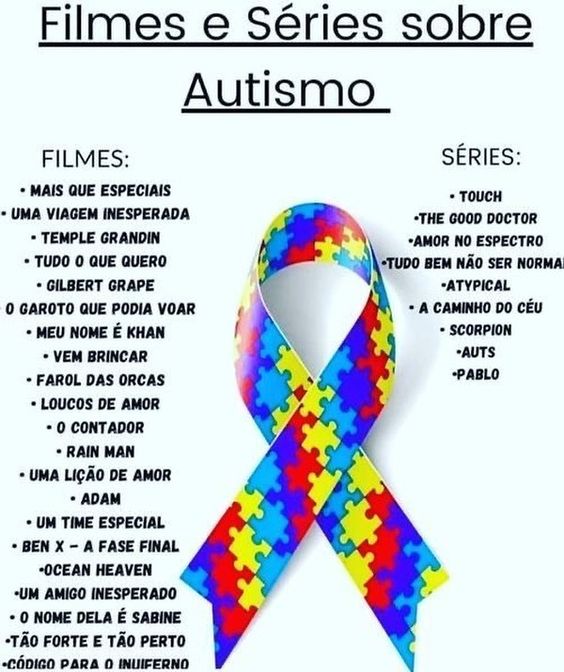 Filmes e Séries sobre
Autismo
FILMES:
• MAIS QUE ESPECIAIS
• UMA VIAGEM INESPERADA
• TEMPLE GRANDIN
• TUDO O QUE QUERO
• GILBERT GRAPE
• O GAROTO QUE PODIA VOAR
• MEU NOME É KHAN
• VEM BRINCAR
• FAROL DAS ORCAS
• LOUCOS DE AMOR
• O CONTADOR
• RAIN MAN
• UMA LIÇÃO DE AMOR
• ADAM
• UM TIME ESPECIAL
• BEN X – A FASE FINAL
•OCEAN HEAVEN
•UM AMIGO INESPERADO
• O NOME DELA É SABINE
•TÃO FORTE E TÃO PERTO
•CÓDIGO PARA O INUIFERNO
SÉRIES:
• TOUCH
•THE GOOD DOCTOR
•AMOR NO ESPECTRO
•TUDO BEM NÃO SER NORMA
•ATYPICAL
• A CAMINHO DO CÉU
• SCORPION
•AUTS
•PABLO